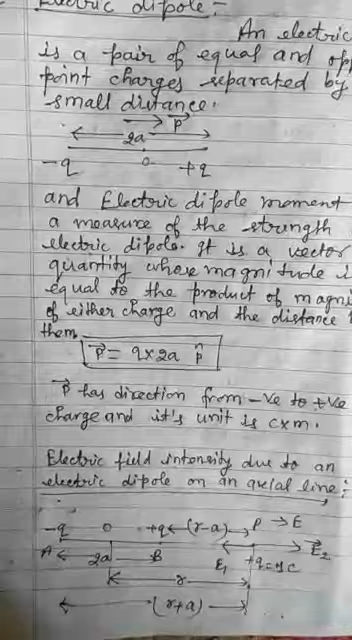 Electric dipole:-
An electric
is a pair of equal and opp
point charges separated by
small distance.
→ P⃗
2a
-q o +q
and Electric dipole moment
a measure of the strength
electric dipole. It is a vector
quantity whose magnitude i
equal to the product of magni
of either charge and the distance b
them
P⃗ = q×2a p̂
P⃗ has direction from -ve to +ve
charge and it's unit is c×m.
Electric field intensity due to an
electric dipole on an axial line:-
-q o +q ←(r-a)→ P → E
A 2a B E₁ +q=1C E⃗₂
r
(r+a)